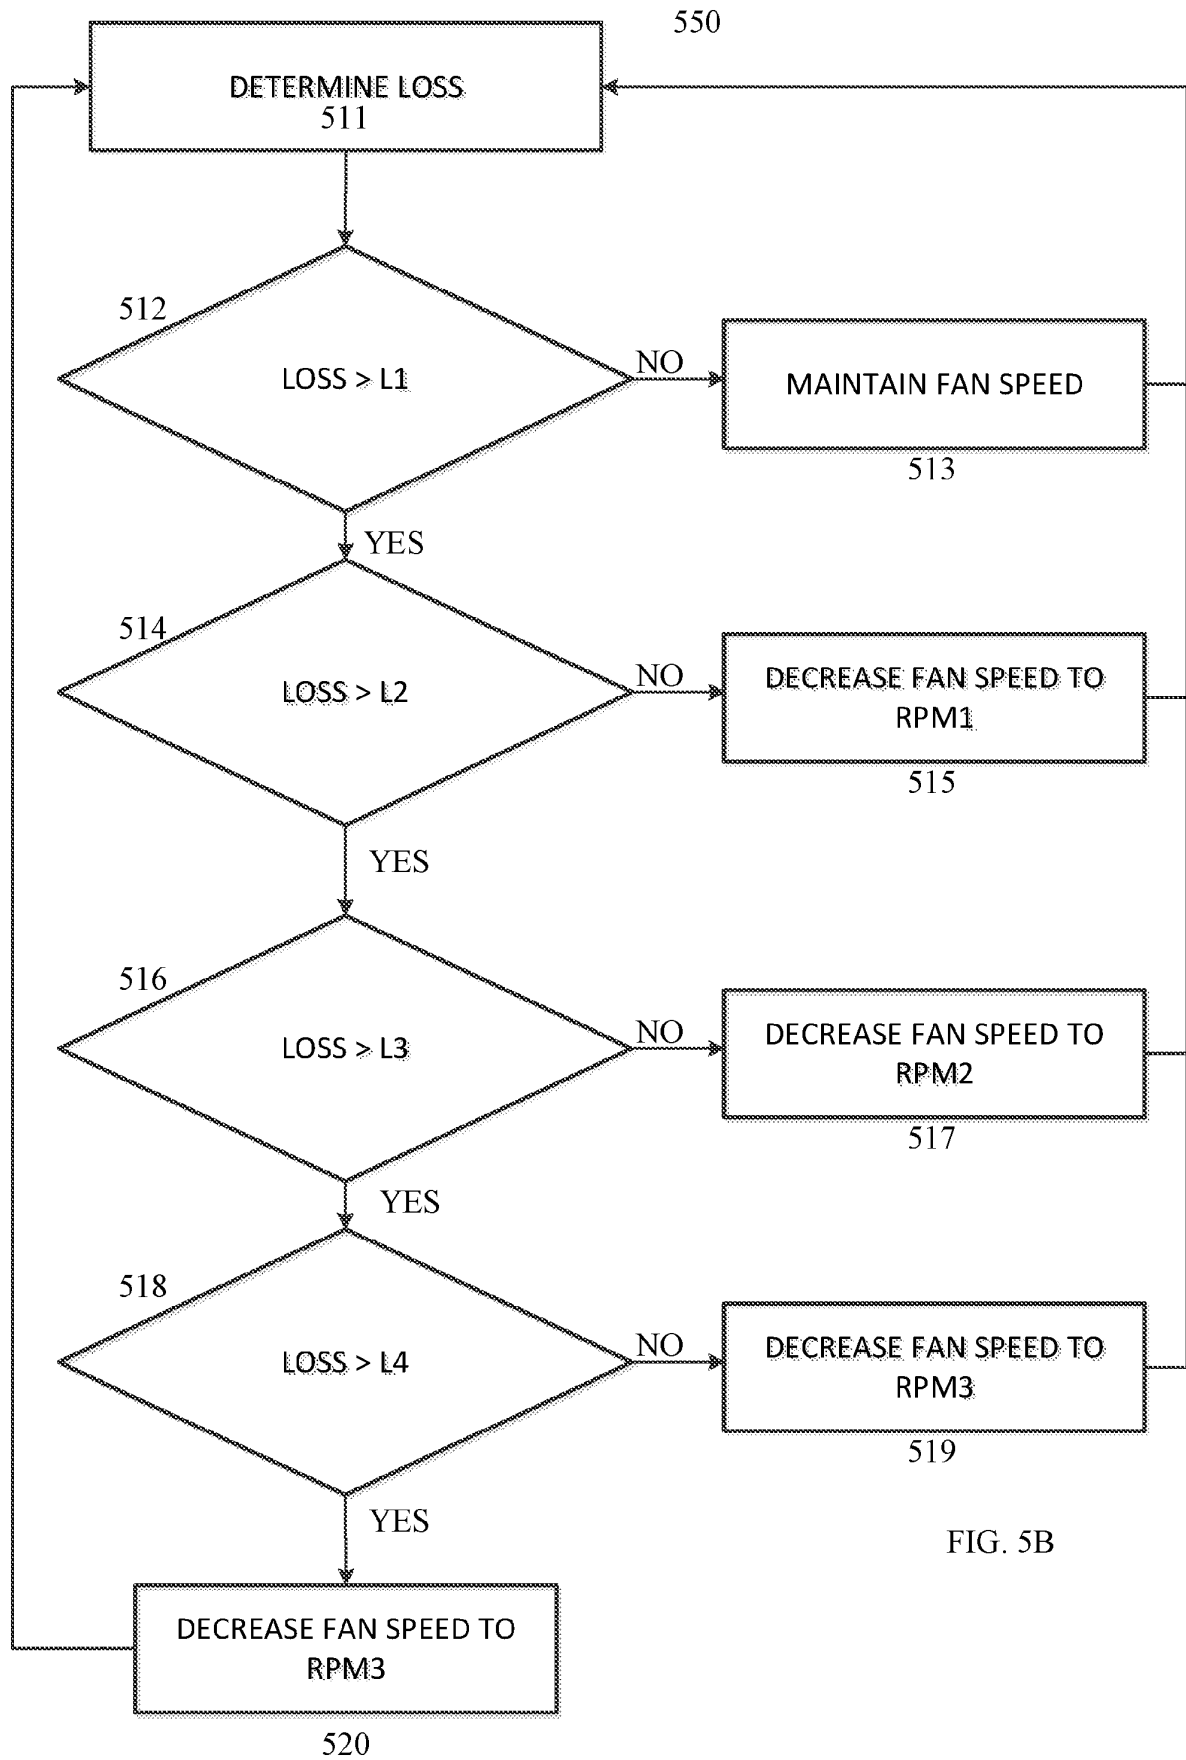 550
DETERMINE LOSS
511
512
LOSS > L1
NO
MAINTAIN FAN SPEED
513
YES
514
LOSS > L2
NO
DECREASE FAN SPEED TO
RPM1
515
YES
516
LOSS > L3
NO
DECREASE FAN SPEED TO
RPM2
517
YES
518
LOSS > L4
NO
DECREASE FAN SPEED TO
RPM3
519
YES
FIG. 5B
DECREASE FAN SPEED TO
RPM3
520